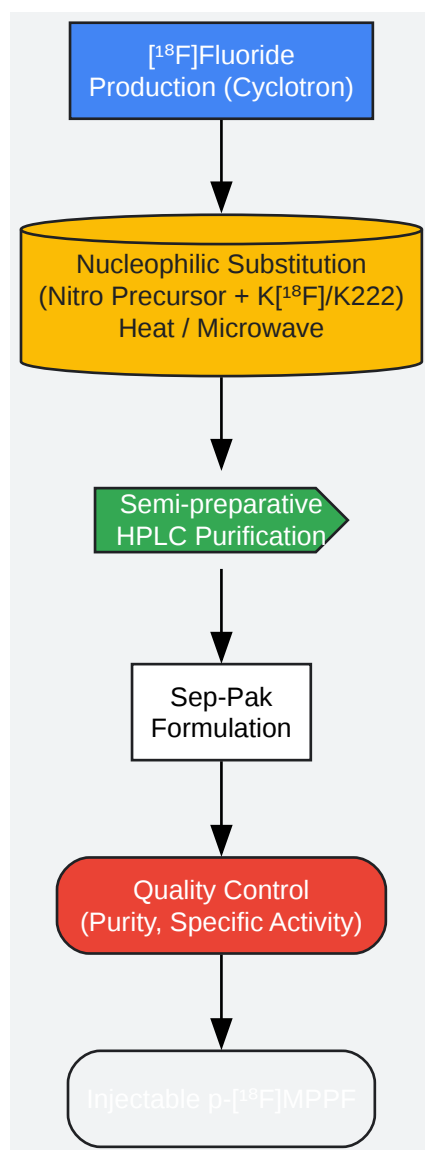 [¹⁸F]Fluoride
Production (Cyclotron)
Nucleophilic Substitution
(Nitro Precursor + K[¹⁸F]/K222)
Heat / Microwave
Semi-preparative
HPLC Purification
Sep-Pak
Formulation
Quality Control
(Purity, Specific Activity)
Injectable p-[¹⁸F]MPPF